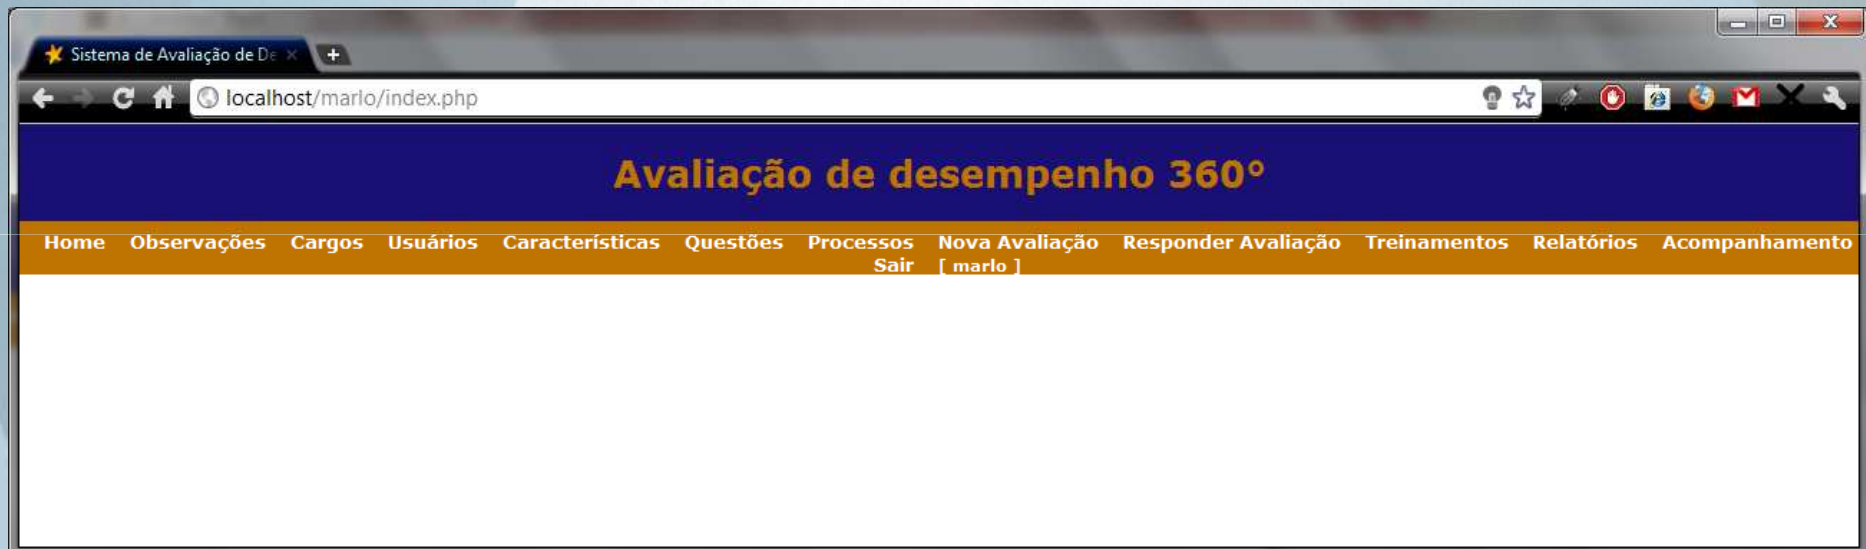 Sistema de Avaliação de De
localhost/marlo/index.php
Avaliação de desempenho 360º
Home Observações Cargos Usuários Características Questões Processos Nova Avaliação Responder Avaliação Treinamentos Relatórios Acompanhamento
Sair [ marlo ]